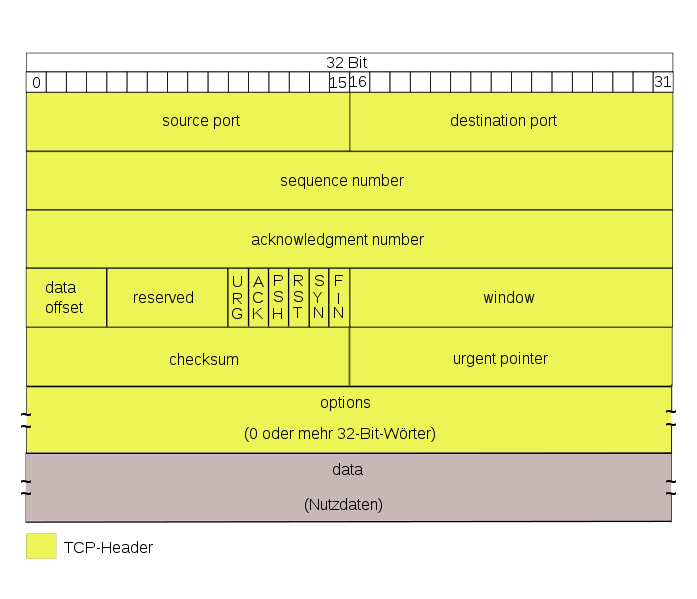 32 Bit
0 15 16 31
source port destination port
sequence number
acknowledgment number
data offset reserved URG ACK PSH RST SYN FIN window
checksum urgent pointer
options
(0 oder mehr 32-Bit-Wörter)
data
(Nutzdaten)
TCP-Header